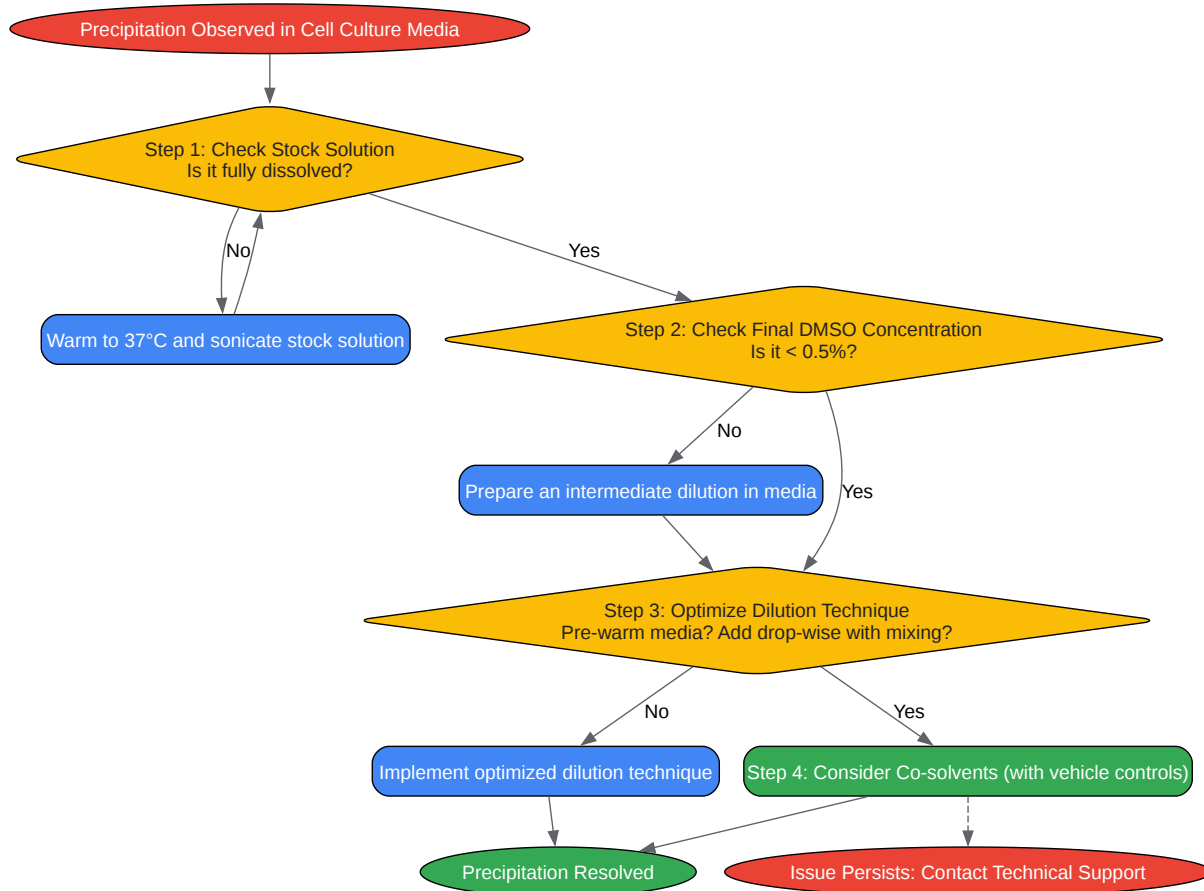 Precipitation Observed in Cell Culture Media
Step 1: Check Stock Solution
Is it fully dissolved?
No
Yes
Warm to 37°C and sonicate stock solution
Step 2: Check Final DMSO Concentration
Is it < 0.5%?
No
Yes
Prepare an intermediate dilution in media
Step 3: Optimize Dilution Technique
Pre-warm media? Add drop-wise with mixing?
No
Yes
Implement optimized dilution technique
Step 4: Consider Co-solvents (with vehicle controls)
Precipitation Resolved
Issue Persists: Contact Technical Support